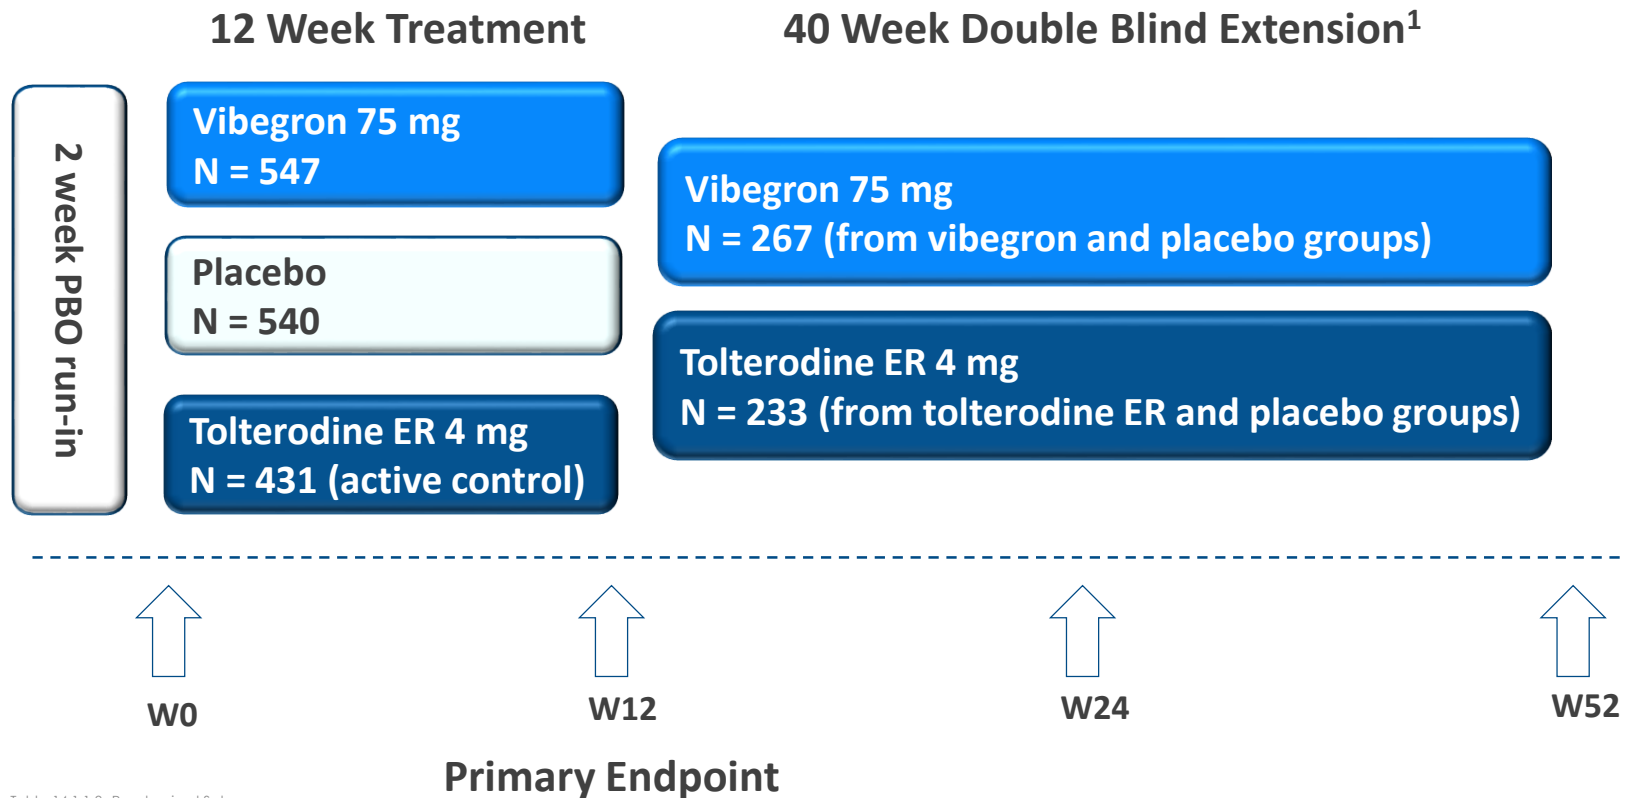 12 Week Treatment
40 Week Double Blind Extension¹
2 week PBO run-in
Vibegron 75 mg
N = 547
Placebo
N = 540
Tolterodine ER 4 mg
N = 431 (active control)
Vibegron 75 mg
N = 267 (from vibegron and placebo groups)
Tolterodine ER 4 mg
N = 233 (from tolterodine ER and placebo groups)
W0
W12
W24
W52
Primary Endpoint